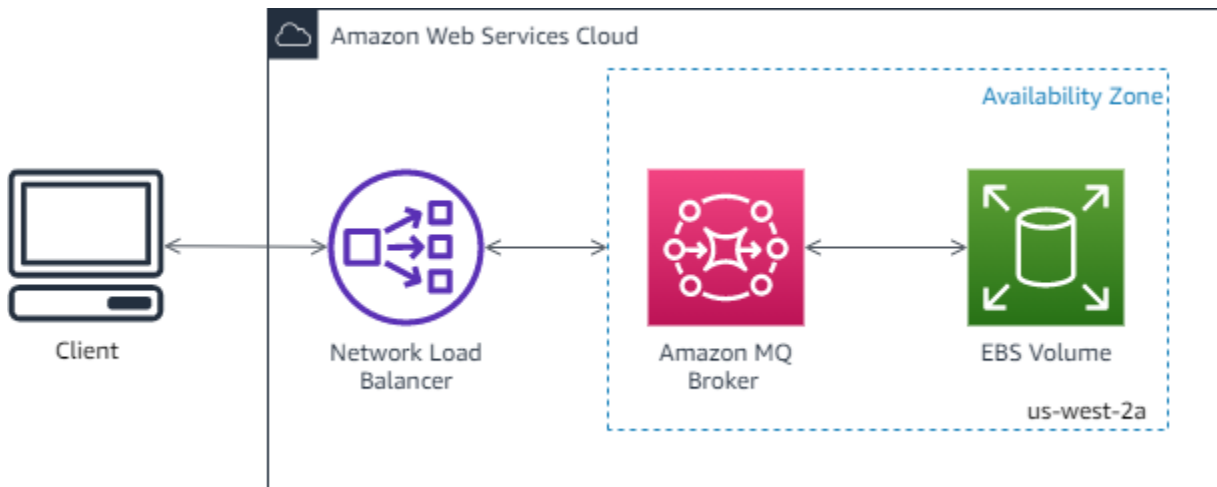 Amazon Web Services Cloud
Availability Zone
Client
Network Load
Balancer
Amazon MQ
Broker
EBS Volume
us-west-2a